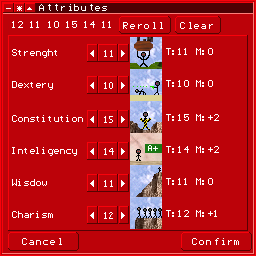 Attributes
12 11 10 15 14 11 Reroll Clear
Strenght 11 T:11 M:0
Dextery 10 T:10 M:0
Constitution 15 T:15 M:+2
Inteligency 14 A+ T:14 M:+2
Wisdow 11 T:11 M:0
Charism 12 T:12 M:+1
Cancel Confirm